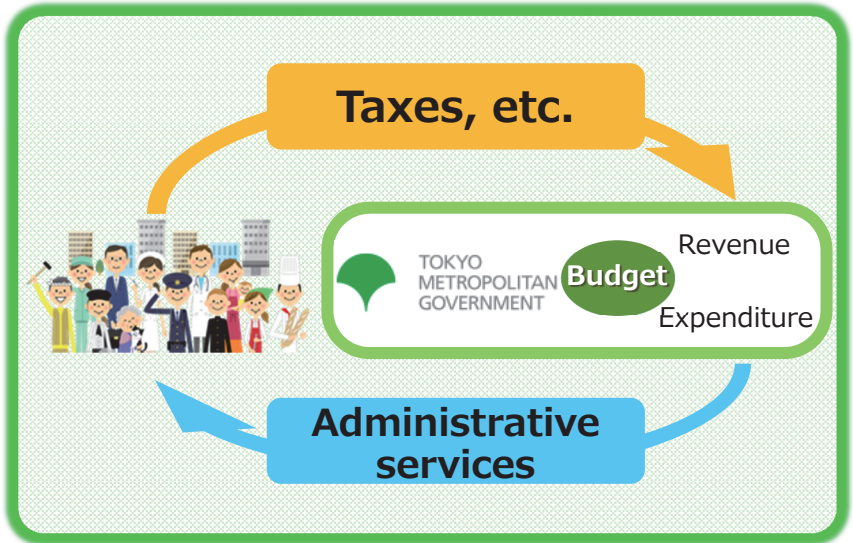 Taxes, etc.
TOKYO
METROPOLITAN
GOVERNMENT
Budget
Revenue
Expenditure
Administrative
services